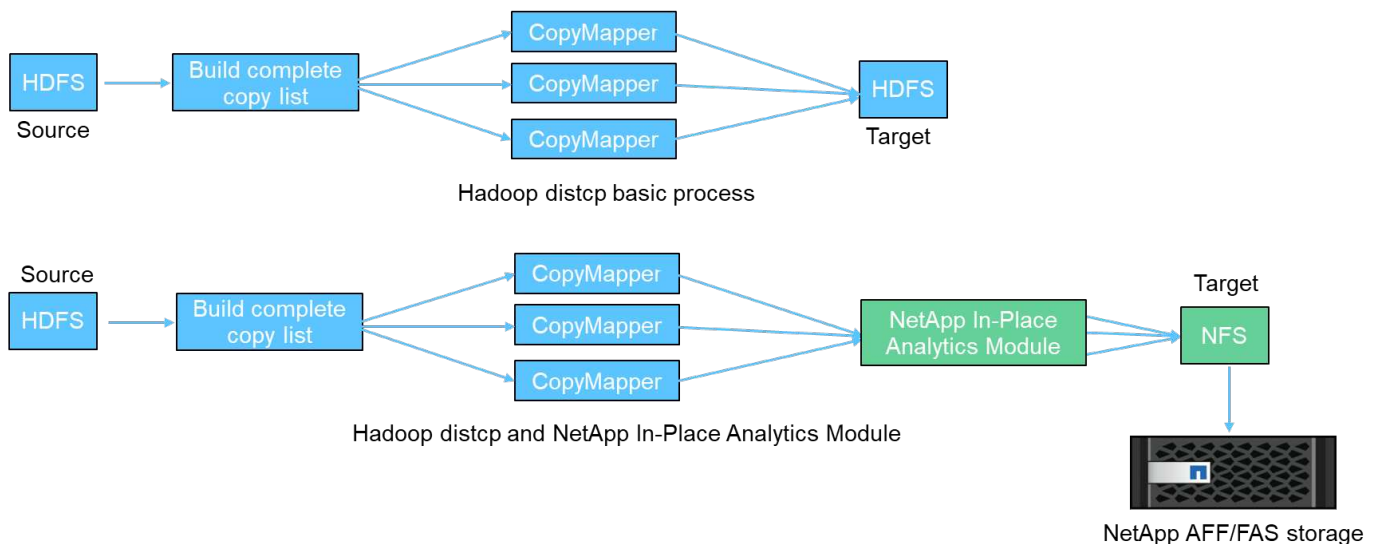 CopyMapper
HDFS
Build complete
copy list
CopyMapper
HDFS
Source
CopyMapper
Target
Hadoop distcp basic process
Source
CopyMapper
Target
HDFS
Build complete
copy list
CopyMapper
NetApp In-Place
Analytics Module
NFS
CopyMapper
Hadoop distcp and NetApp In-Place Analytics Module
NetApp AFF/FAS storage